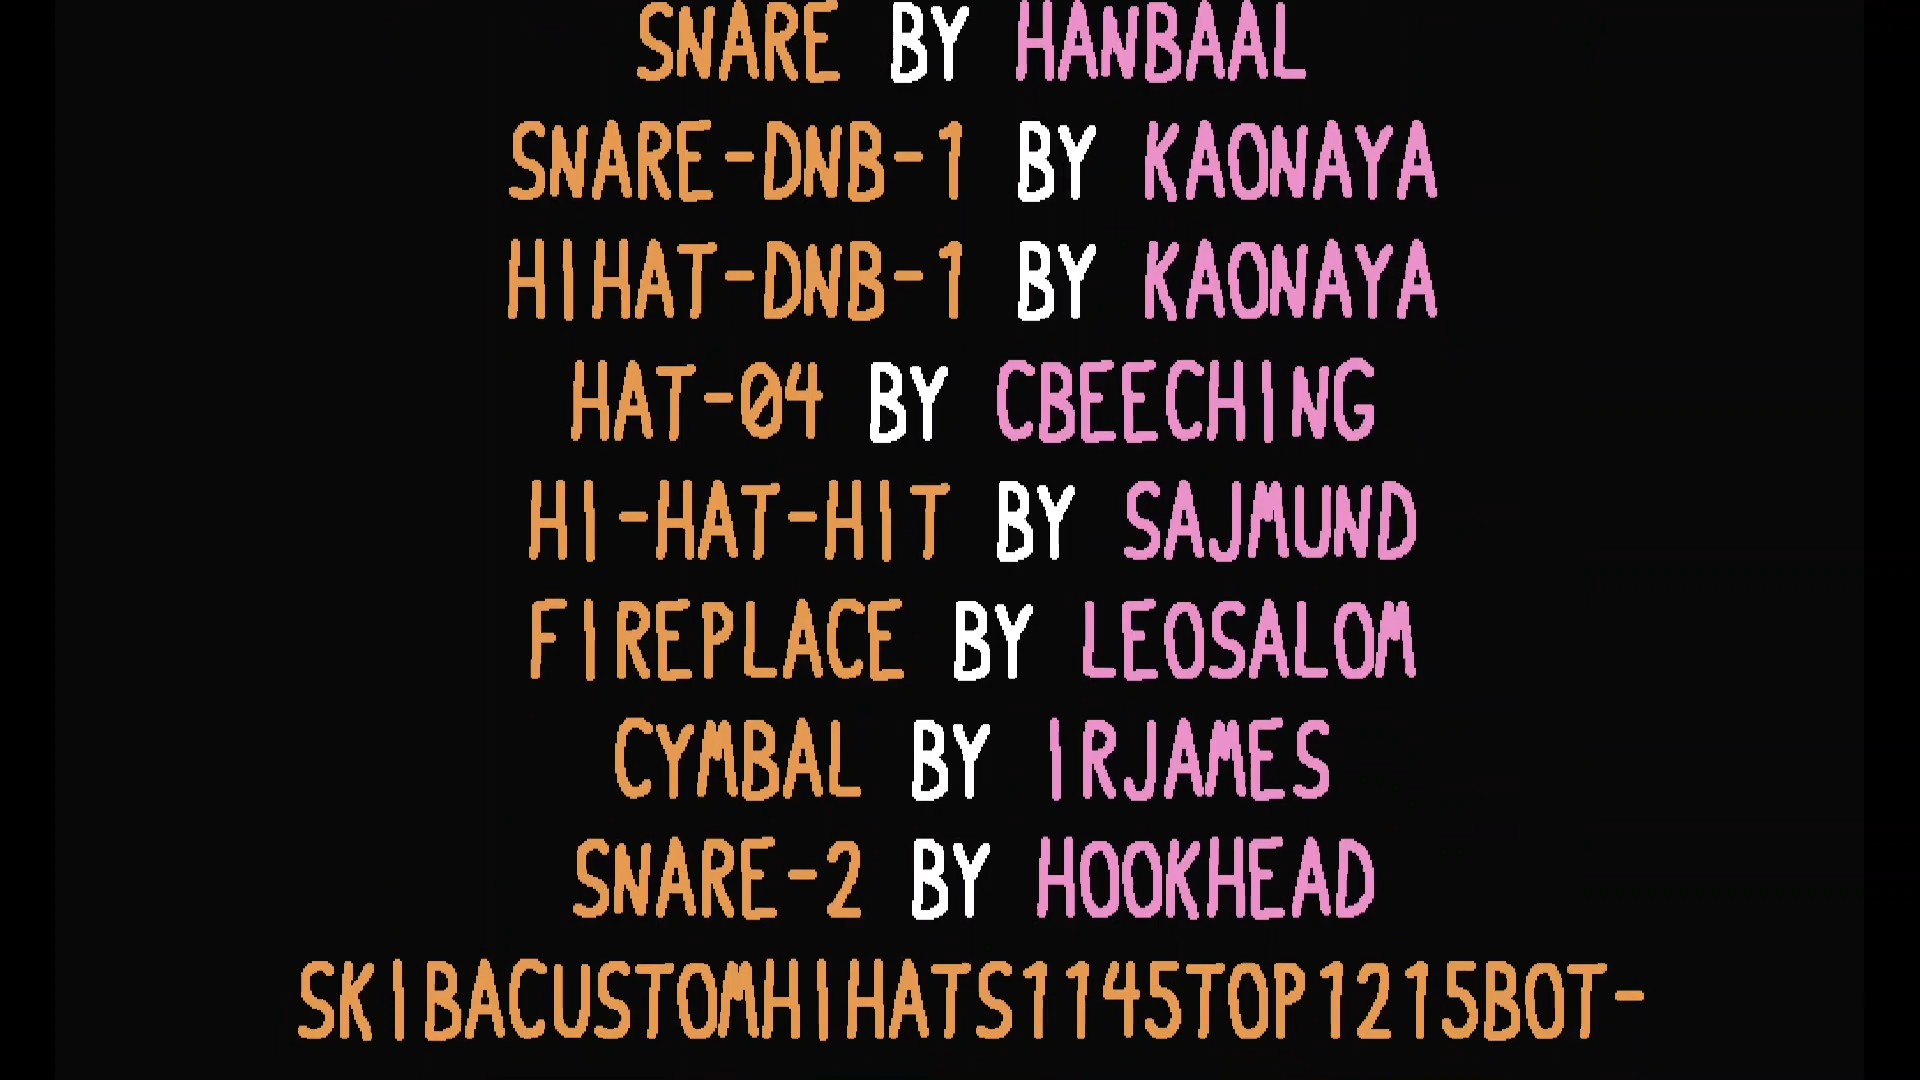 SNARE BY HANBAAL
SNARE-DNB-1 BY KAONAYA
HIHAT-DNB-1 BY KAONAYA
HAT-04 BY CBEECHING
HI-HAT-HIT BY SAJMUND
FIREPLACE BY LEOSALOM
CYMBAL BY IRJAMES
SNARE-2 BY HOOKHEAD
SKIBACUSTOMHIHATS1145TOP1215BOT-